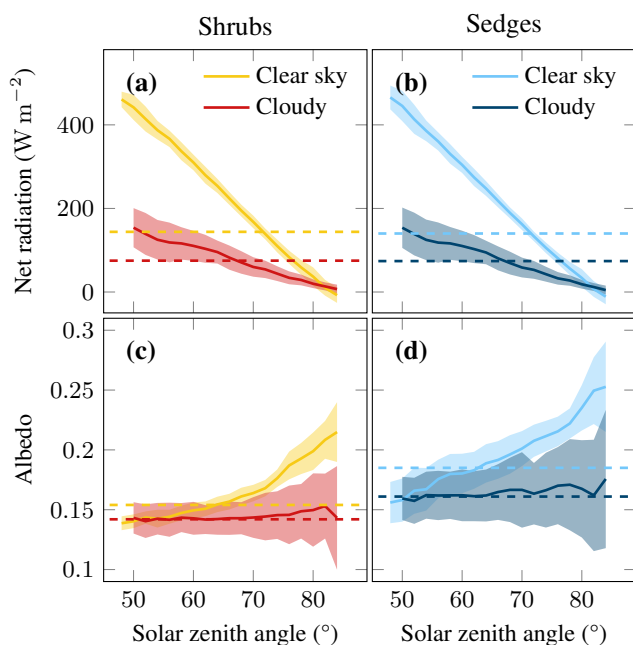 Shrubs
Sedges
(a)
Clear sky
Cloudy
(b)
Clear sky
Cloudy
Net radiation (W m−2)
400
200
0
(c)
(d)
Albedo
0.3
0.25
0.2
0.15
0.1
50 60 70 80
50 60 70 80
Solar zenith angle (°)
Solar zenith angle (°)